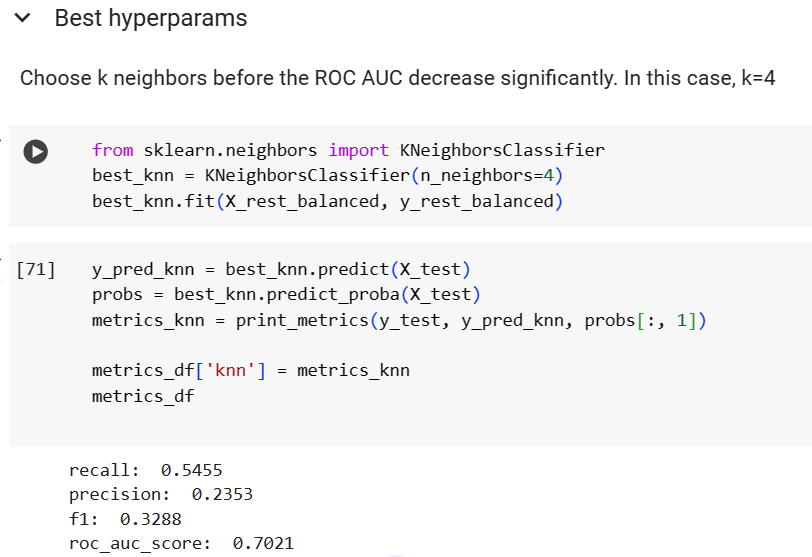 Best hyperparams
Choose k neighbors before the ROC AUC decrease significantly. In this case, k=4
from sklearn.neighbors import KNeighborsClassifier
best_knn = KNeighborsClassifier(n_neighbors=4)
best_knn.fit(X_rest_balanced, y_rest_balanced)
[71] y_pred_knn = best_knn.predict(X_test)
probs = best_knn.predict_proba(X_test)
metrics_knn = print_metrics(y_test, y_pred_knn, probs[:, 1])
metrics_df['knn'] = metrics_knn
metrics_df
recall:  0.5455
precision:  0.2353
f1:  0.3288
roc_auc_score:  0.7021